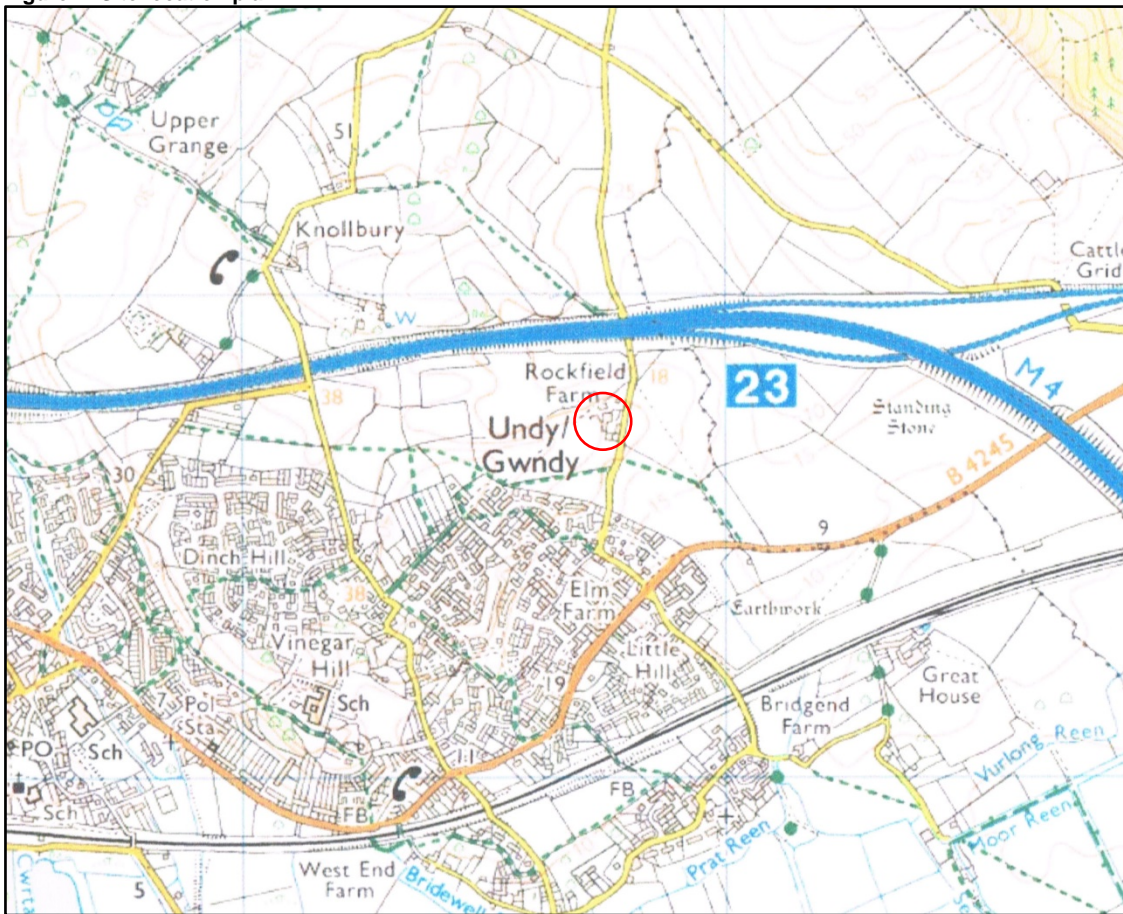 Upper
Grange
51
Knollbury
Cattle
Grid
W
Rockfield
Farm
18
38
23
M4
Undy/
Gwndy
Standing
Stone
B 4245
30
9
Dinch Hill
38
Elm
Farm
Earthwork
Vinegar
Hill
Little
Hill
19
Great
House
7
Pol
Sta
Sch
Bridgend
Farm
PO
Sch
11
Vurlong Reen
FB
FB
Sch
Moor Reen
Prat Reen
West End
Farm
5
10